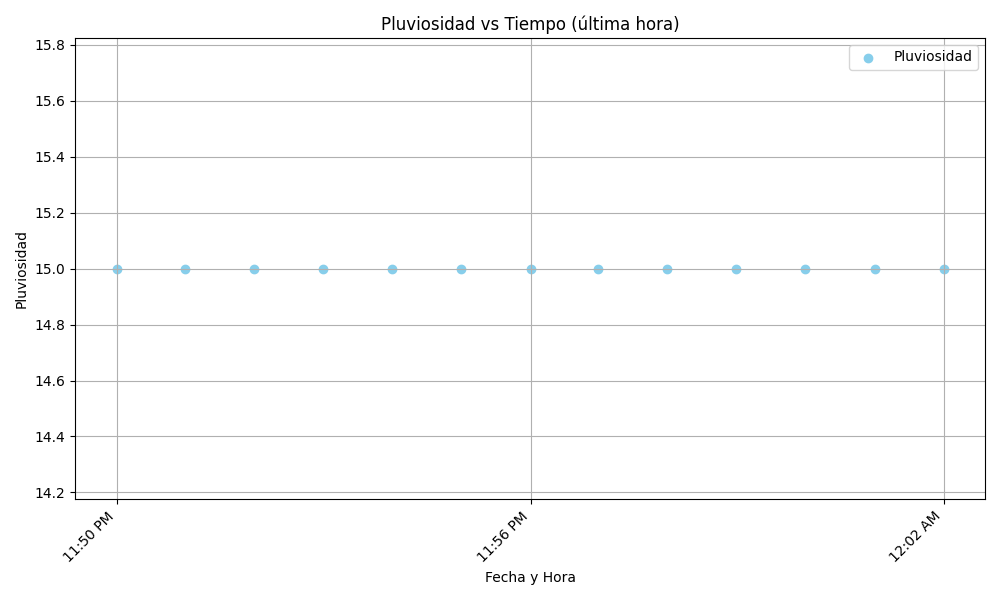 Pluviosidad vs Tiempo (última hora)
Pluviosidad
15.8
15.6
15.4
15.2
15.0
14.8
14.6
14.4
14.2
Pluviosidad
11:50 PM
11:56 PM
12:02 AM
Fecha y Hora